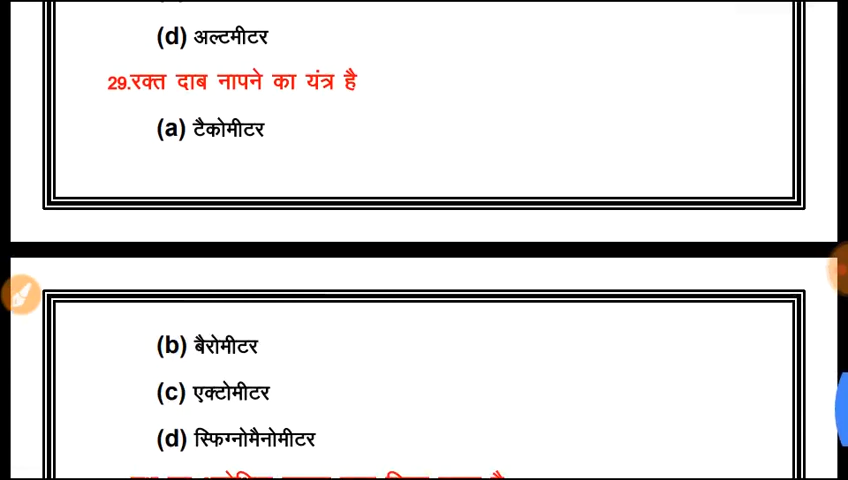 (d) अल्टमीटर
29.रक्त दाब नापने का यंत्र है
(a) टैकोमीटर
(b) बैरोमीटर
(c) एक्टोमीटर
(d) स्फिग्नोमैनोमीटर